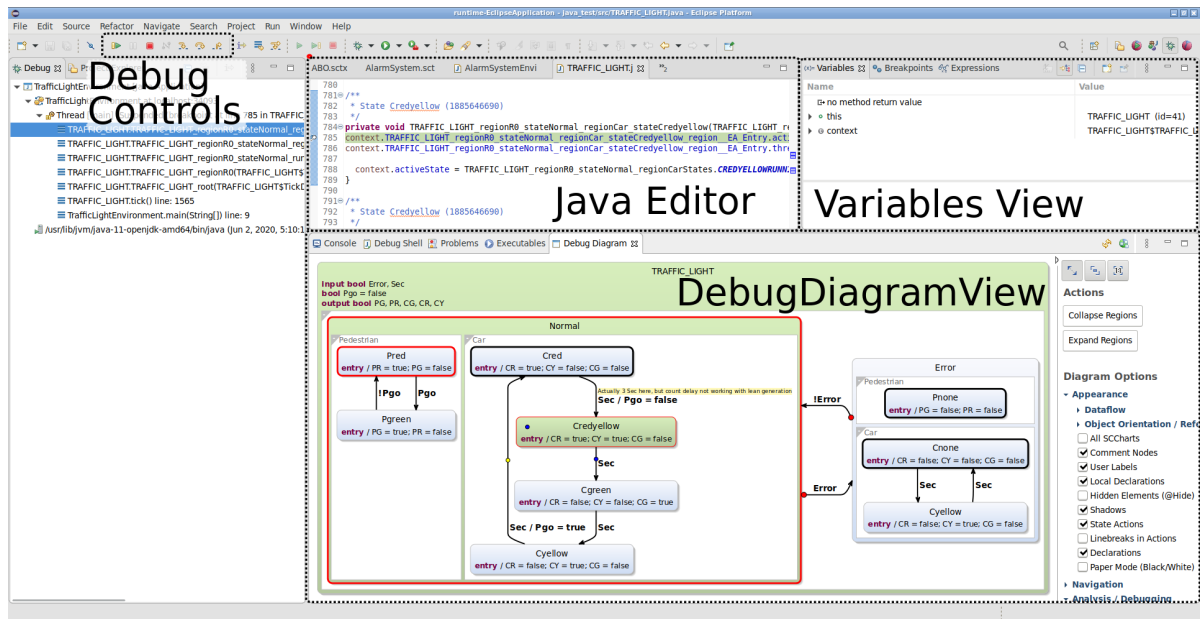 runtime-EclipseApplication - java_test/src/TRAFFIC_LIGHT.java - Eclipse Platform
File Edit Source Refactor Navigate Search Project Run Window Help
Debug
Debug Controls
TrafficLightEn
TrafficLigh
Thread
785 in TRAFFIC
TRAFFIC_LIGHT.TRAFFIC_LIGHT_regionR0_stateNormal_reg
TRAFFIC_LIGHT.TRAFFIC_LIGHT_regionR0_stateNormal_reg
TRAFFIC_LIGHT.TRAFFIC_LIGHT_regionR0_stateNormal_run
TRAFFIC_LIGHT.TRAFFIC_LIGHT_regionR0(TRAFFIC_LIGHT$
TRAFFIC_LIGHT.TRAFFIC_LIGHT_root(TRAFFIC_LIGHT$TickD
TRAFFIC_LIGHT.tick() line: 1565
TrafficLightEnvironment.main(String[]) line: 9
/usr/lib/jvm/java-11-openjdk-amd64/bin/java (Jun 2, 2020, 5:10:1
ABO.sctx AlarmSystem.sct AlarmSystemEnvi TRAFFIC_LIGHT.j »2
780
781 /**
782 * State Credyellow (1885646690)
783 */
784 private void TRAFFIC_LIGHT_regionR0_stateNormal_regionCar_stateCredyellow(TRAFFIC_LIGHT_re
785 context.TRAFFIC_LIGHT_regionR0_stateNormal_regionCar_stateCredyellow_region__EA_Entry.acti
786 context.TRAFFIC_LIGHT_regionR0_stateNormal_regionCar_stateCredyellow_region__EA_Entry.thre
787
788 context.activeState = TRAFFIC_LIGHT_regionR0_stateNormal_regionCarStates.CREDYELLOWRUNN
789 }
790
791 /**
792 * State Credyellow (1885646690)
793 */
Java Editor
Variables Breakpoints Expressions
Name Value
no method return value
this TRAFFIC_LIGHT (id=41)
context TRAFFIC_LIGHT$TRAFFIC_L
Variables View
Console Debug Shell Problems Executables Debug Diagram
TRAFFIC_LIGHT
input bool Error, Sec
bool Pgo = false
output bool PG, PR, CG, CR, CY
DebugDiagramView
Normal
Pedestrian
Pred
entry / PR = true; PG = false
!Pgo Pgo
Pgreen
entry / PG = true; PR = false
Car
Cred
entry / CR = true; CY = false; CG = false
Actually 3 Sec here, but count delay not working with lean generation
Sec / Pgo = false
Credyellow
entry / CR = true; CY = true; CG = false
Sec
Cgreen
entry / CR = false; CY = false; CG = true
Sec / Pgo = true Sec
Cyellow
entry / CR = false; CY = true; CG = false
!Error
Error
Error
Pedestrian
Pnone
entry / PG = false; PR = false
Car
Cnone
entry / CR = false; CY = false; CG = false
Sec Sec
Cyellow
entry / CR = false; CY = true; CG = false
Actions
Collapse Regions
Expand Regions
Diagram Options
Appearance
Dataflow
Object Orientation / Refe
All SCCharts
Comment Nodes
User Labels
Local Declarations
Hidden Elements (@Hide)
Shadows
State Actions
Linebreaks in Actions
Declarations
Paper Mode (Black/White)
Navigation
Analysis / Debugging